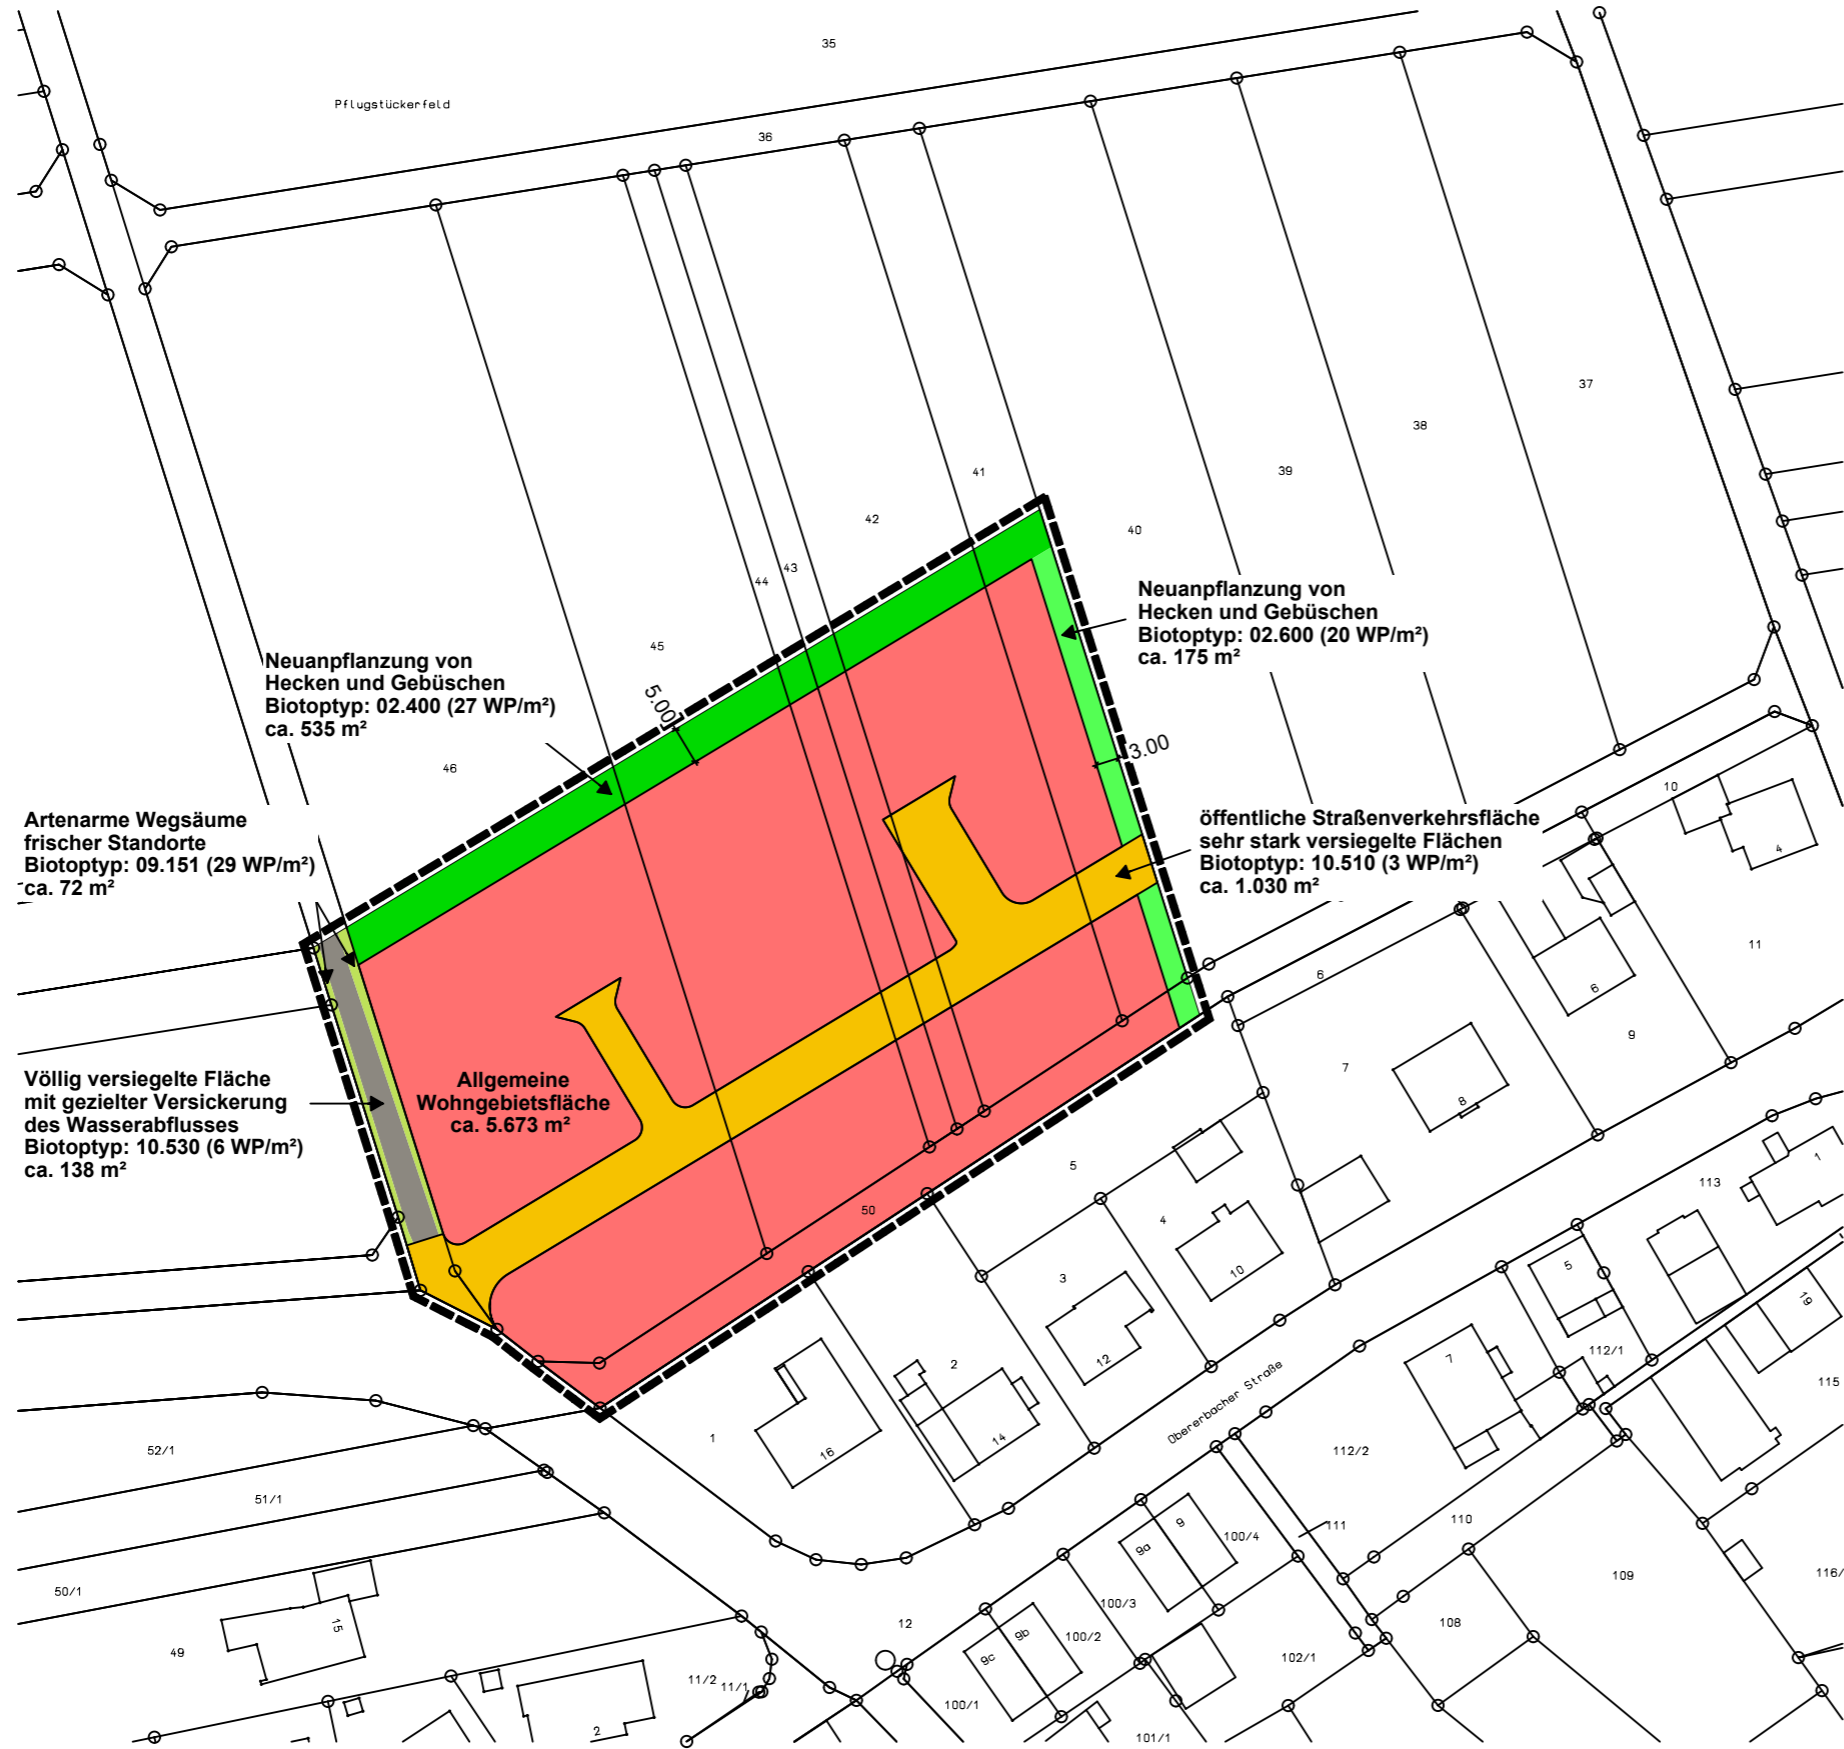 35
Pflugstückerfeld
36
37
38
39
41
42
40
43
44
45
46
Neuanpflanzung von
Hecken und Gebüschen
Biotoptyp: 02.600 (20 WP/m²)
ca. 175 m²
Neuanpflanzung von
Hecken und Gebüschen
Biotoptyp: 02.400 (27 WP/m²)
ca. 535 m²
5.00
3.00
Artenarme Wegsäume
frischer Standorte
Biotoptyp: 09.151 (29 WP/m²)
ca. 72 m²
öffentliche Straßenverkehrsfläche
sehr stark versiegelte Flächen
Biotoptyp: 10.510 (3 WP/m²)
ca. 1.030 m²
10
4
11
6
6
9
7
8
Völlig versiegelte Fläche
mit gezielter Versickerung
des Wasserabflusses
Biotoptyp: 10.530 (6 WP/m²)
ca. 138 m²
Allgemeine
Wohngebietsfläche
ca. 5.673 m²
5
50
4
10
3
12
2
14
1
16
113
1
5
19
7
112/1
115
Obererbacher Straße
112/2
52/1
51/1
50/1
49
15
12
111
110
109
116/
108
9
9a
100/4
100/3
9b
9c
100/2
102/1
100/1
101/1
11/2
11/1
2